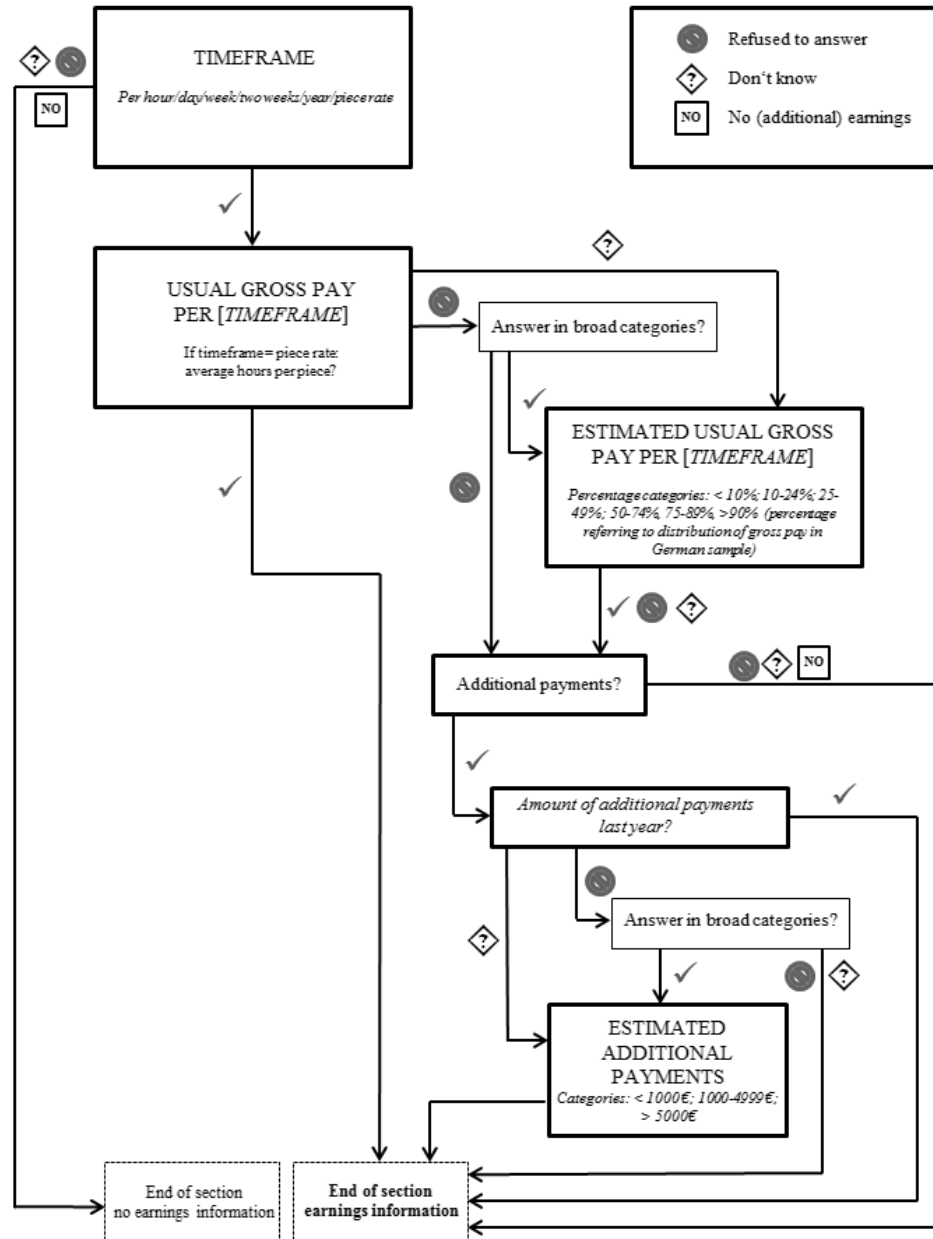 TIMEFRAME
Per hour/day/week/two weeks/year/piece rate
Refused to answer
? Don't know
NO No (additional) earnings
?
NO
USUAL GROSS PAY
PER [TIMEFRAME]
If timeframe= piece rate:
average hours per piece?
?
Answer in broad categories?
ESTIMATED USUAL GROSS
PAY PER [TIMEFRAME]
Percentage categories: < 10%; 10-24%; 25-
49%; 50-74%, 75-89%, >90% (percentage
referring to distribution of gross pay in
German sample)
?
Additional payments?
? NO
Amount of additional payments
last year?
?
Answer in broad categories?
?
ESTIMATED
ADDITIONAL
PAYMENTS
Categories: < 1000€; 1000-4999€;
> 5000€
End of section
no earnings information
End of section
earnings information